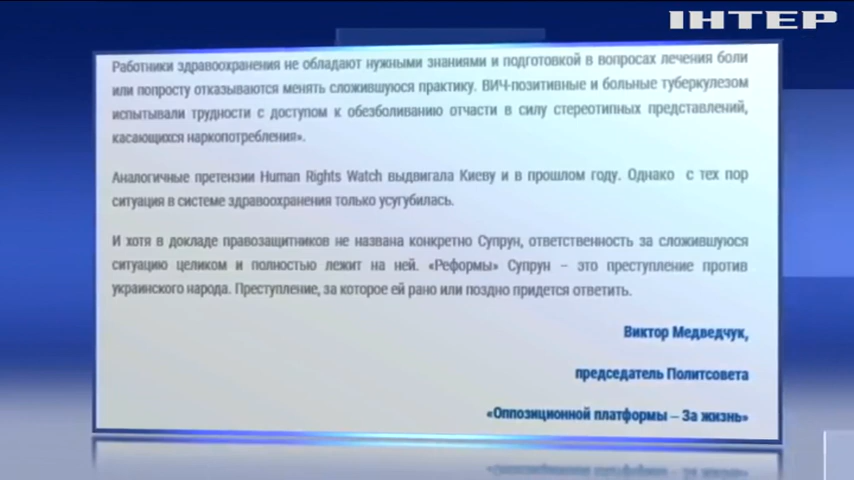 ІНТЕР
Работники здравоохранения не обладают нужными знаниями и подготовкой в вопросах лечения боли
или попросту отказываются менять сложившуюся практику. ВИЧ-позитивные и больные туберкулезом
испытывали трудности с доступом к обезболиванию отчасти в силу стереотипных представлений,
касающихся наркопотребления».
Аналогичные претензии Human Rights Watch выдвигала Киеву и в прошлом году. Однако с тех пор
ситуация в системе здравоохранения только усугубилась.
И хотя в докладе правозащитников не названа конкретно Супрун, ответственность за сложившуюся
ситуацию целиком и полностью лежит на ней. «Реформы» Супрун – это преступление против
украинского народа. Преступление, за которое ей рано или поздно придется ответить.
Виктор Медведчук,
председатель Политсовета
«Оппозиционной платформы – За жизнь»